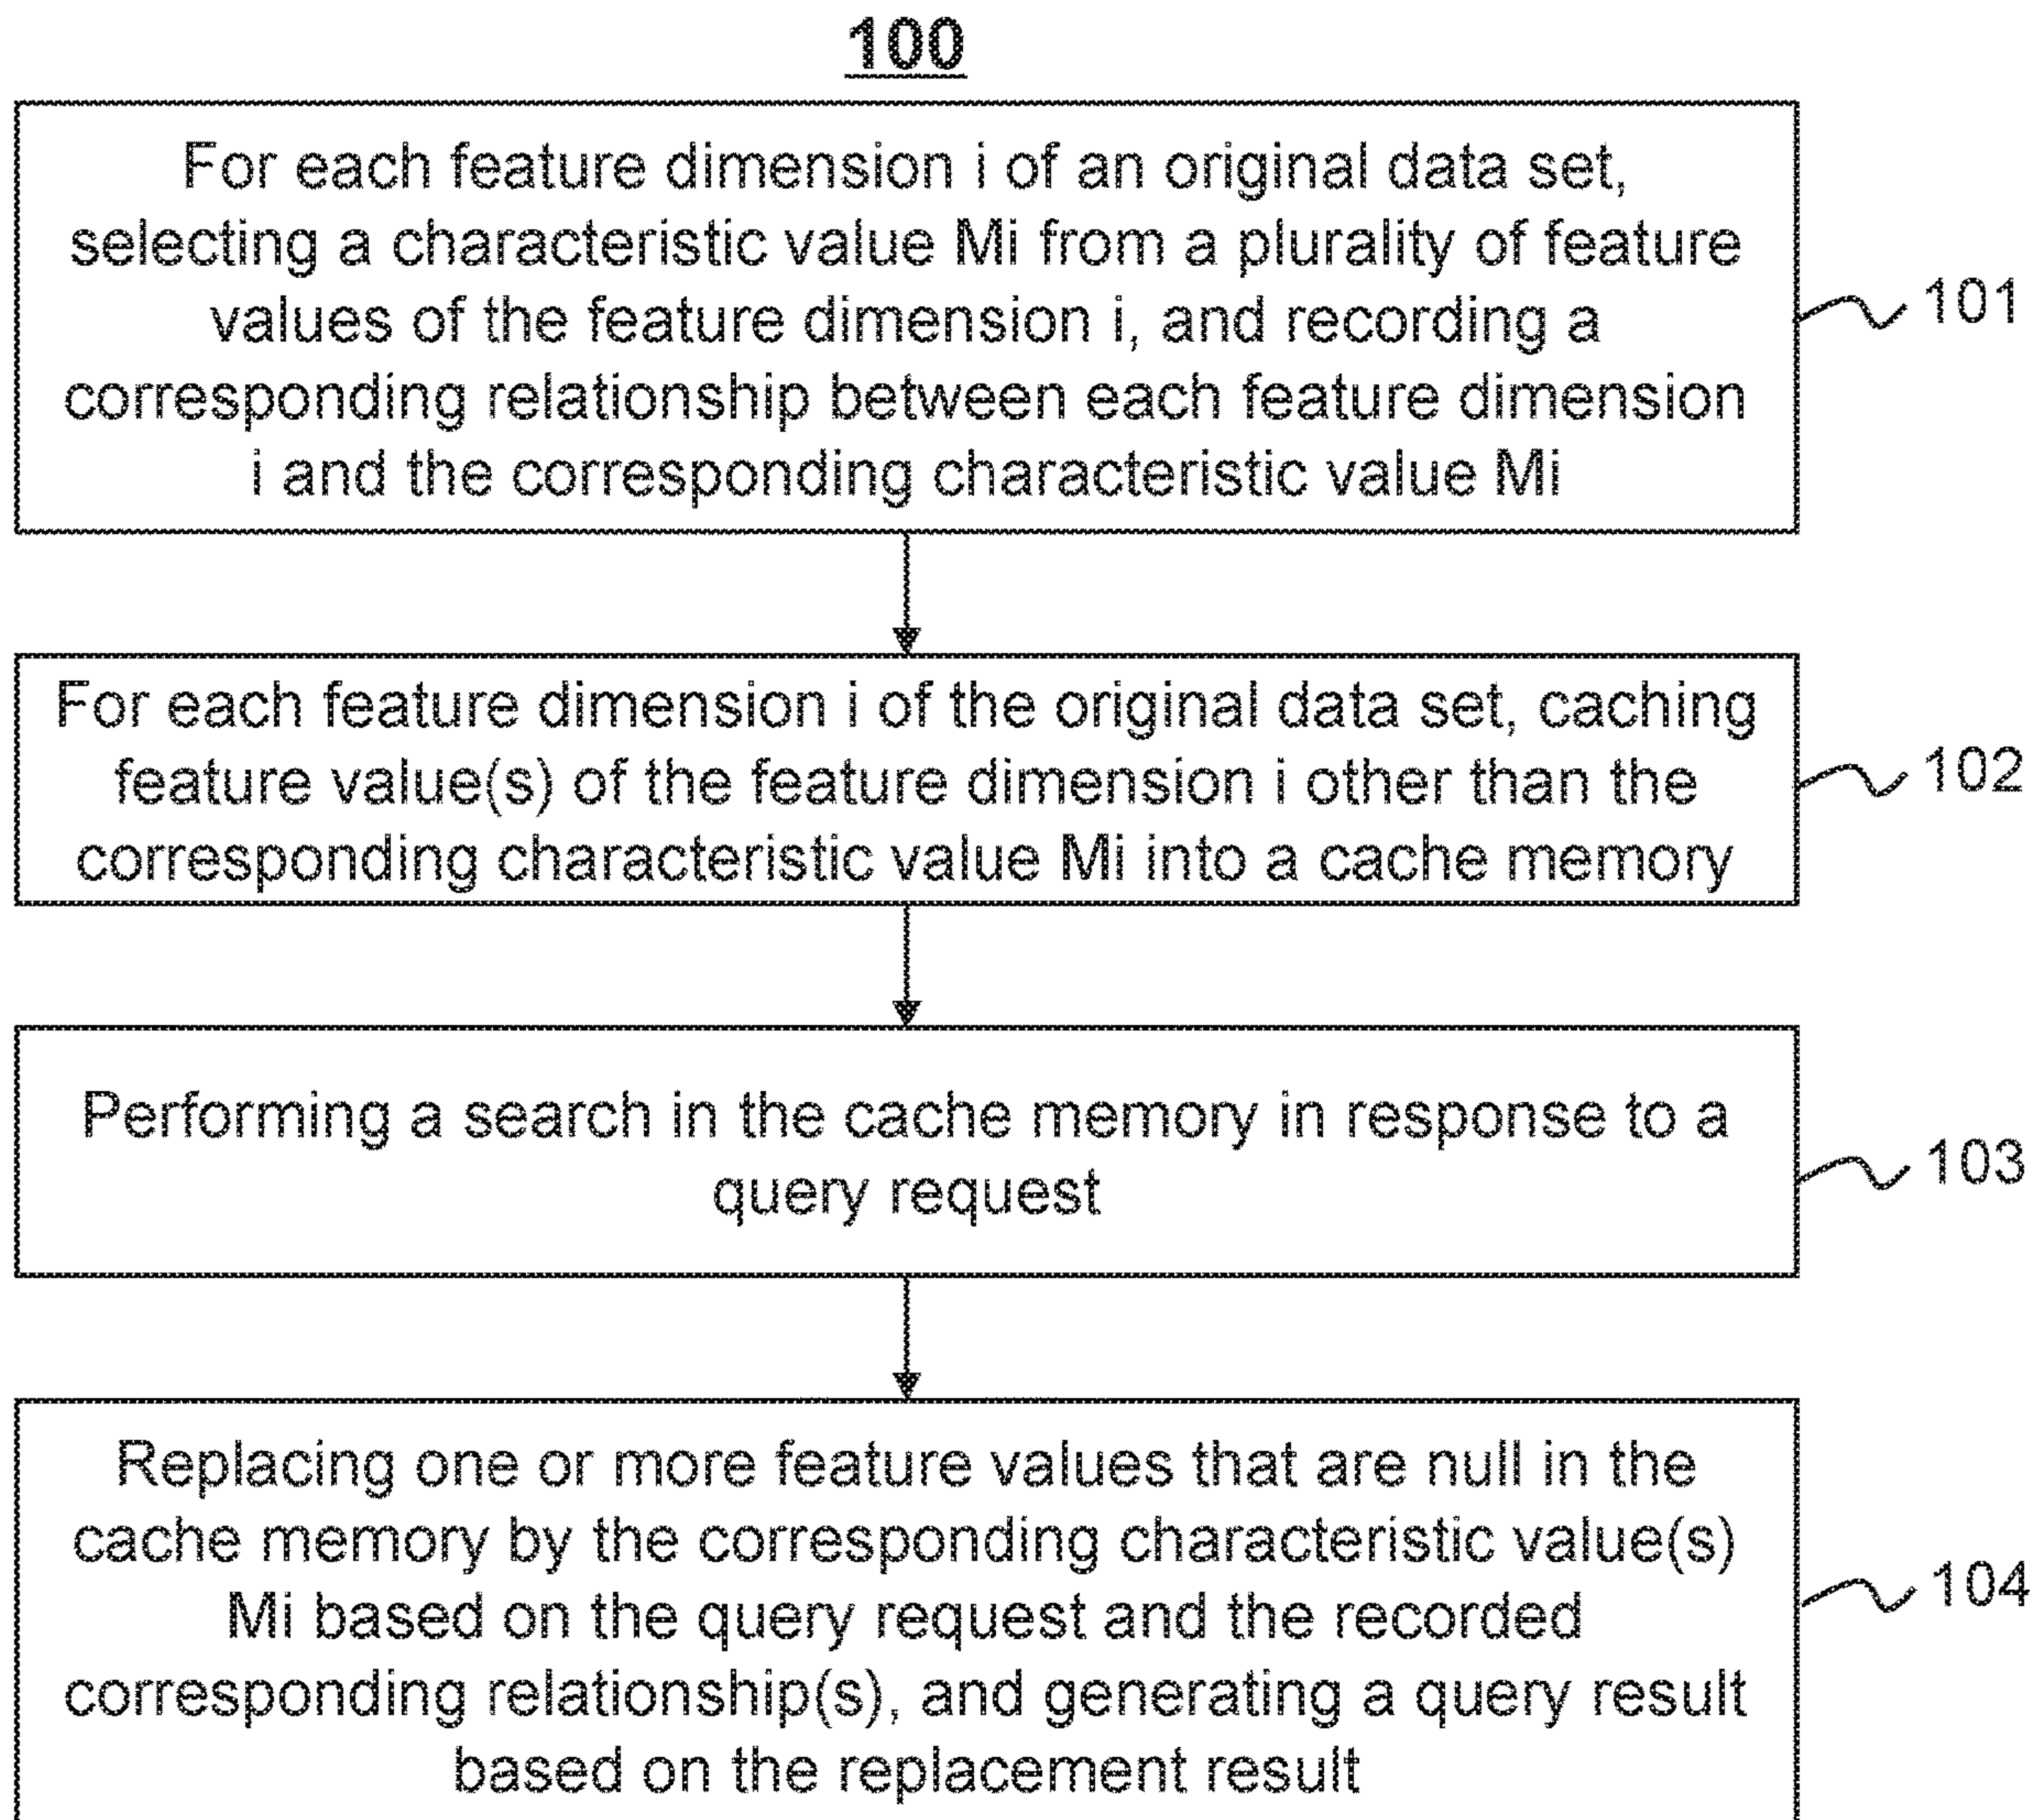 100
For each feature dimension i of an original data set,
selecting a characteristic value Mi from a plurality of feature
values of the feature dimension i, and recording a
corresponding relationship between each feature dimension
i and the corresponding characteristic value Mi
101
For each feature dimension i of the original data set, caching
feature value(s) of the feature dimension i other than the
corresponding characteristic value Mi into a cache memory
102
Performing a search in the cache memory in response to a
query request
103
Replacing one or more feature values that are null in the
cache memory by the corresponding characteristic value(s)
Mi based on the query request and the recorded
corresponding relationship(s), and generating a query result
based on the replacement result
104